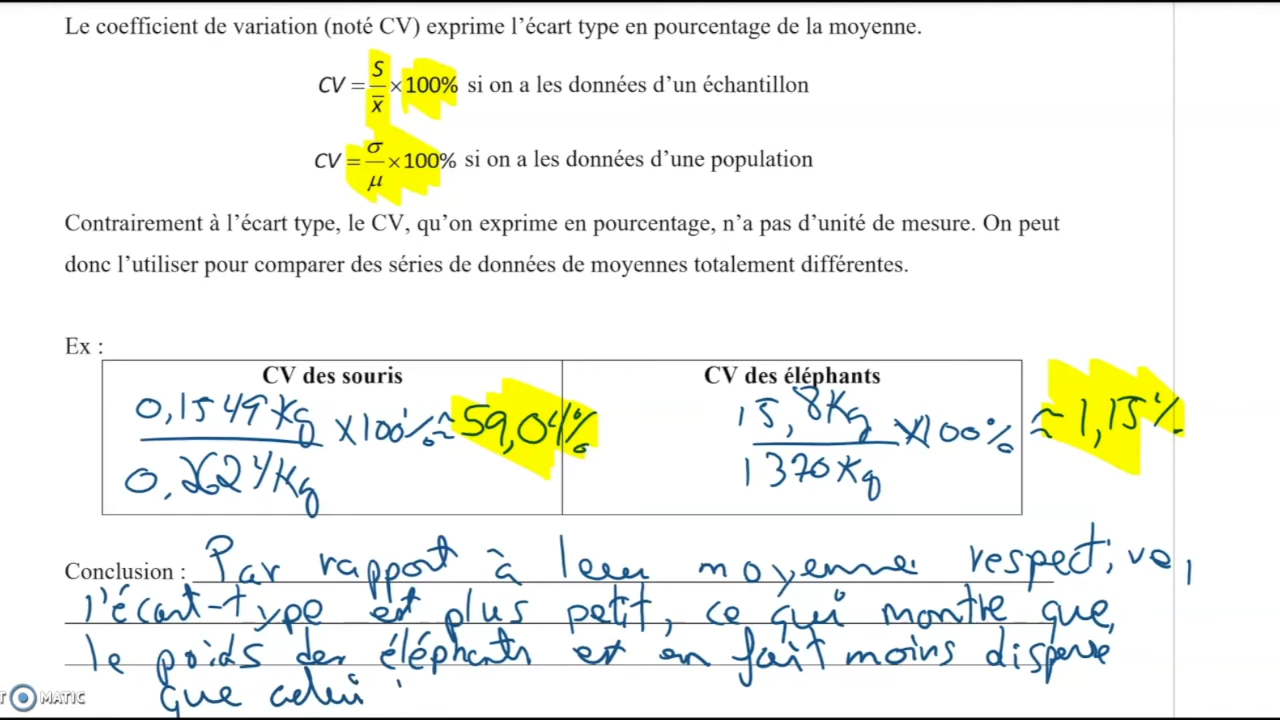 Le coefficient de variation (noté CV) exprime l'écart type en pourcentage de la moyenne.
CV = S / x̄ × 100% si on a les données d'un échantillon
CV = σ / μ × 100% si on a les données d'une population
Contrairement à l'écart type, le CV, qu'on exprime en pourcentage, n'a pas d'unité de mesure. On peut
donc l'utiliser pour comparer des séries de données de moyennes totalement différentes.
Ex :
CV des souris
0,1549 Kg / 0,2624 Kg × 100% ≈ 59,04%
CV des éléphants
15,8 Kg / 1370 Kg × 100% ≈ 1,15%
Conclusion : Par rapport à leur moyenne respective,
l'écart-type est plus petit, ce qui montre que
le poids des éléphants est en fait moins disperse
que celui
MATIC